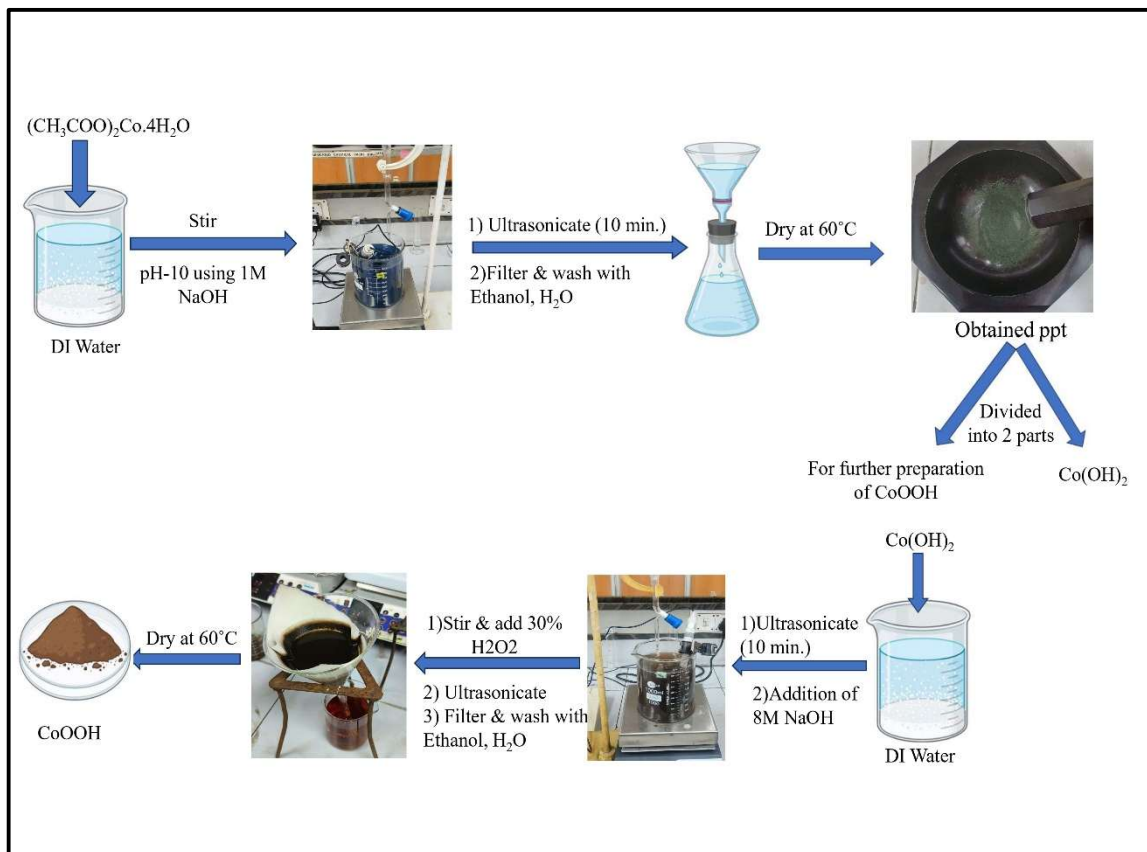 (CH₃COO)₂Co.4H₂O
Stir
pH-10 using 1M
NaOH
DI Water
1) Ultrasonicate (10 min.)
2)Filter & wash with
Ethanol, H₂O
Dry at 60°C
Obtained ppt
Divided
into 2 parts
For further preparation
of CoOOH
Co(OH)₂
Co(OH)₂
DI Water
1)Ultrasonicate
(10 min.)
2)Addition of
8M NaOH
1)Stir & add 30%
H2O2
2) Ultrasonicate
3) Filter & wash with
Ethanol, H₂O
Dry at 60°C
CoOOH